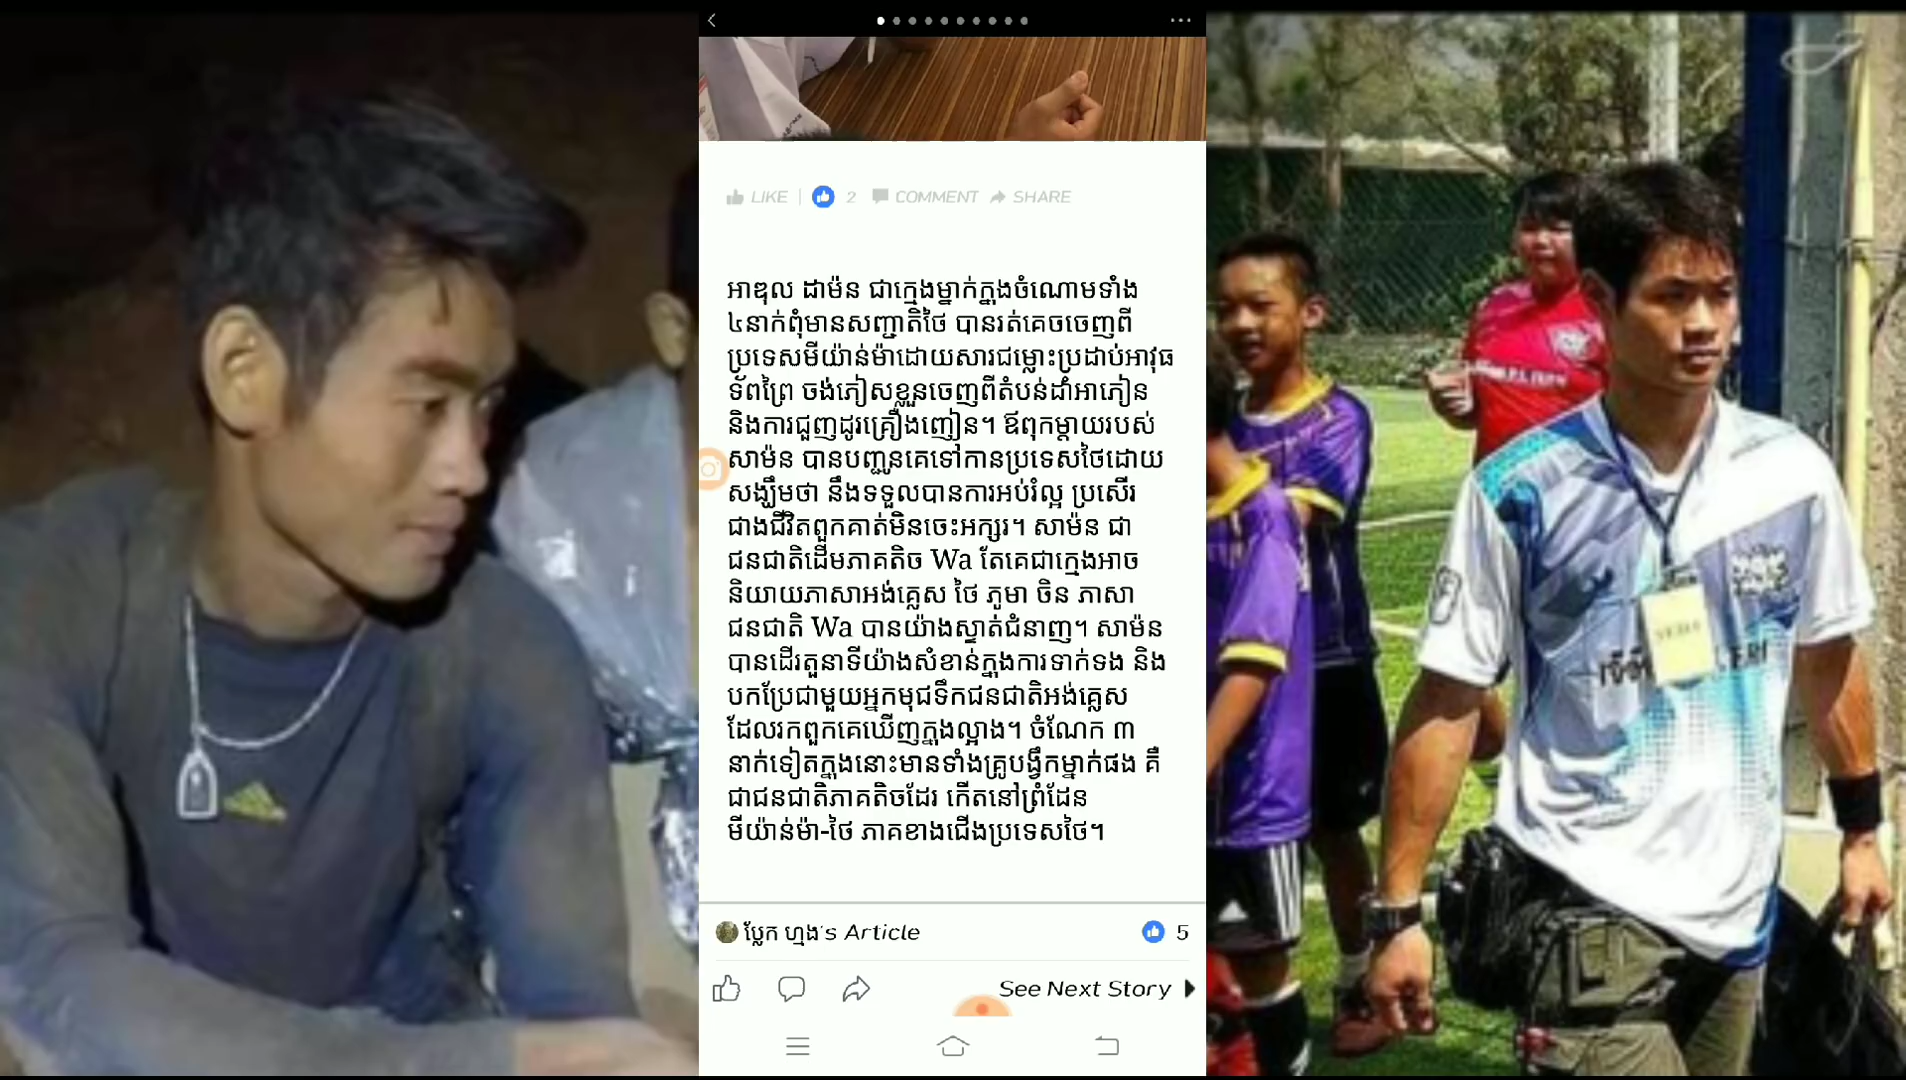 LIKE | 2 COMMENT SHARE
អាឌុល ដាម៉ន ជាក្មេងម្នាក់ក្នុងចំណោមទាំង
៤នាក់ពុំមានសញ្ជាតិថៃ បានរត់គេចចេញពី
ប្រទេសមីយ៉ាន់ម៉ាដោយសារជម្លោះប្រដាប់អាវុធ
ទ័ពព្រៃ ចង់ភៀសខ្លួនចេញពីតំបន់ដាំអាភៀន
និងការជួញដូរគ្រឿងញៀន។ ឪពុកម្តាយរបស់
សាម៉ន បានបញ្ជូនគេទៅកានប្រទេសថៃដោយ
សង្ឃឹមថា នឹងទទួលបានការអប់រំល្អ ប្រសើរ
ជាងជីវិតពួកគាត់មិនចេះអក្សរ។ សាម៉ន ជា
ជនជាតិដើមភាគតិច Wa តែគេជាក្មេងអាច
និយាយភាសាអង់គ្លេស ថៃ ភូមា ចិន ភាសា
ជនជាតិ Wa បានយ៉ាងស្ទាត់ជំនាញ។ សាម៉ន
បានដើរតួនាទីយ៉ាងសំខាន់ក្នុងការទាក់ទង និង
បកប្រែជាមួយអ្នកមុជទឹកជនជាតិអង់គ្លេស
ដែលរកពួកគេឃើញក្នុងល្អាង។ ចំណែក ៣
នាក់ទៀតក្នុងនោះមានទាំងគ្រូបង្វឹកម្នាក់ផង គឺ
ជាជនជាតិភាគតិចដែរ កើតនៅព្រំដែន
មីយ៉ាន់ម៉ា-ថៃ ភាគខាងជើងប្រទេសថៃ។
ប្លែក ហ្មង's Article 5
See Next Story